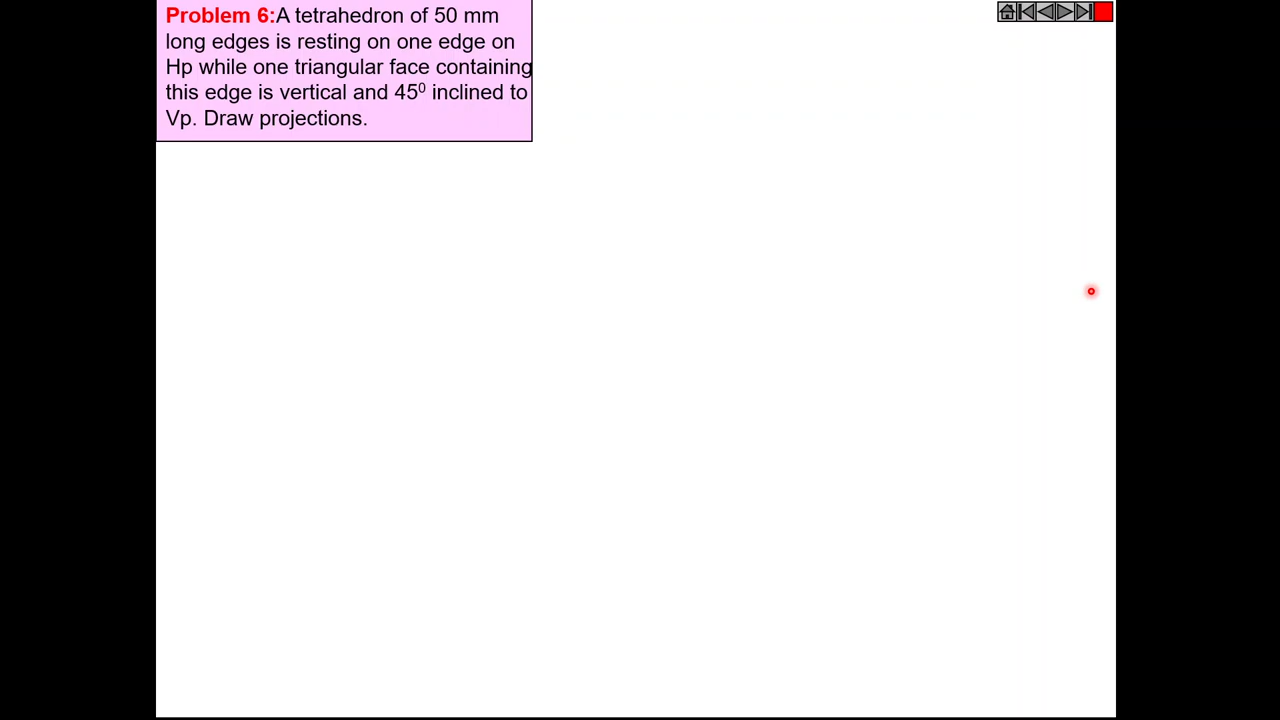 Problem 6:A tetrahedron of 50 mm
long edges is resting on one edge on
Hp while one triangular face containing
this edge is vertical and 45⁰ inclined to
Vp. Draw projections.